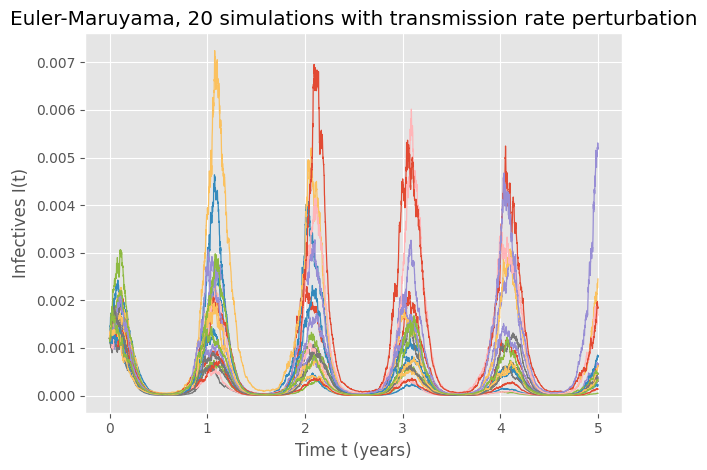 Euler-Maruyama, 20 simulations with transmission rate perturbation
0.007
0.006
0.005
0.004
0.003
0.002
0.001
0.000
Infectives I(t)
0 1 2 3 4 5
Time t (years)